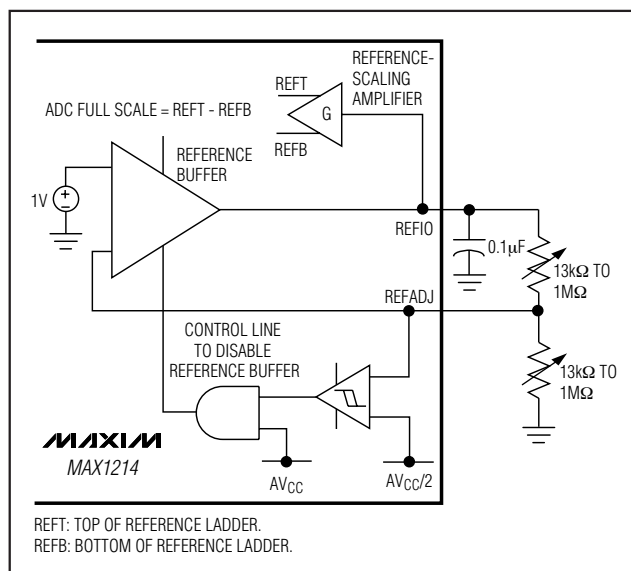 REFERENCE-
SCALING
AMPLIFIER
REFT
G
REFB
ADC FULL SCALE = REFT - REFB
REFERENCE
BUFFER
1V
REFIO
0.1µF
13kΩ TO
1MΩ
REFADJ
CONTROL LINE
TO DISABLE
REFERENCE BUFFER
13kΩ TO
1MΩ
MAXIM
MAX1214
AVCC
AVCC/2
REFT: TOP OF REFERENCE LADDER.
REFB: BOTTOM OF REFERENCE LADDER.